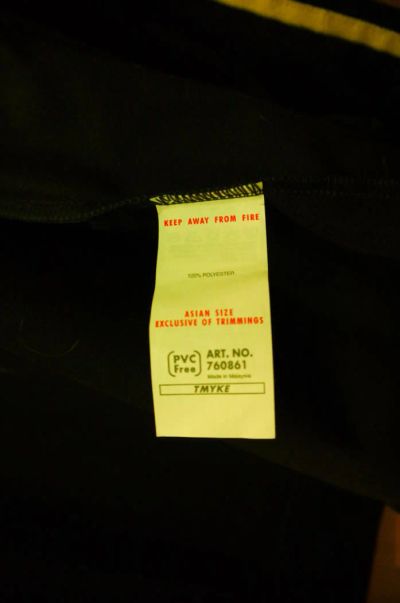 KEEP AWAY FROM FIRE
100% POLYESTER
ASIAN SIZE
EXCLUSIVE OF TRIMMINGS
PVC Free
ART. NO.
760861
Made in Malaysia
TMYKE